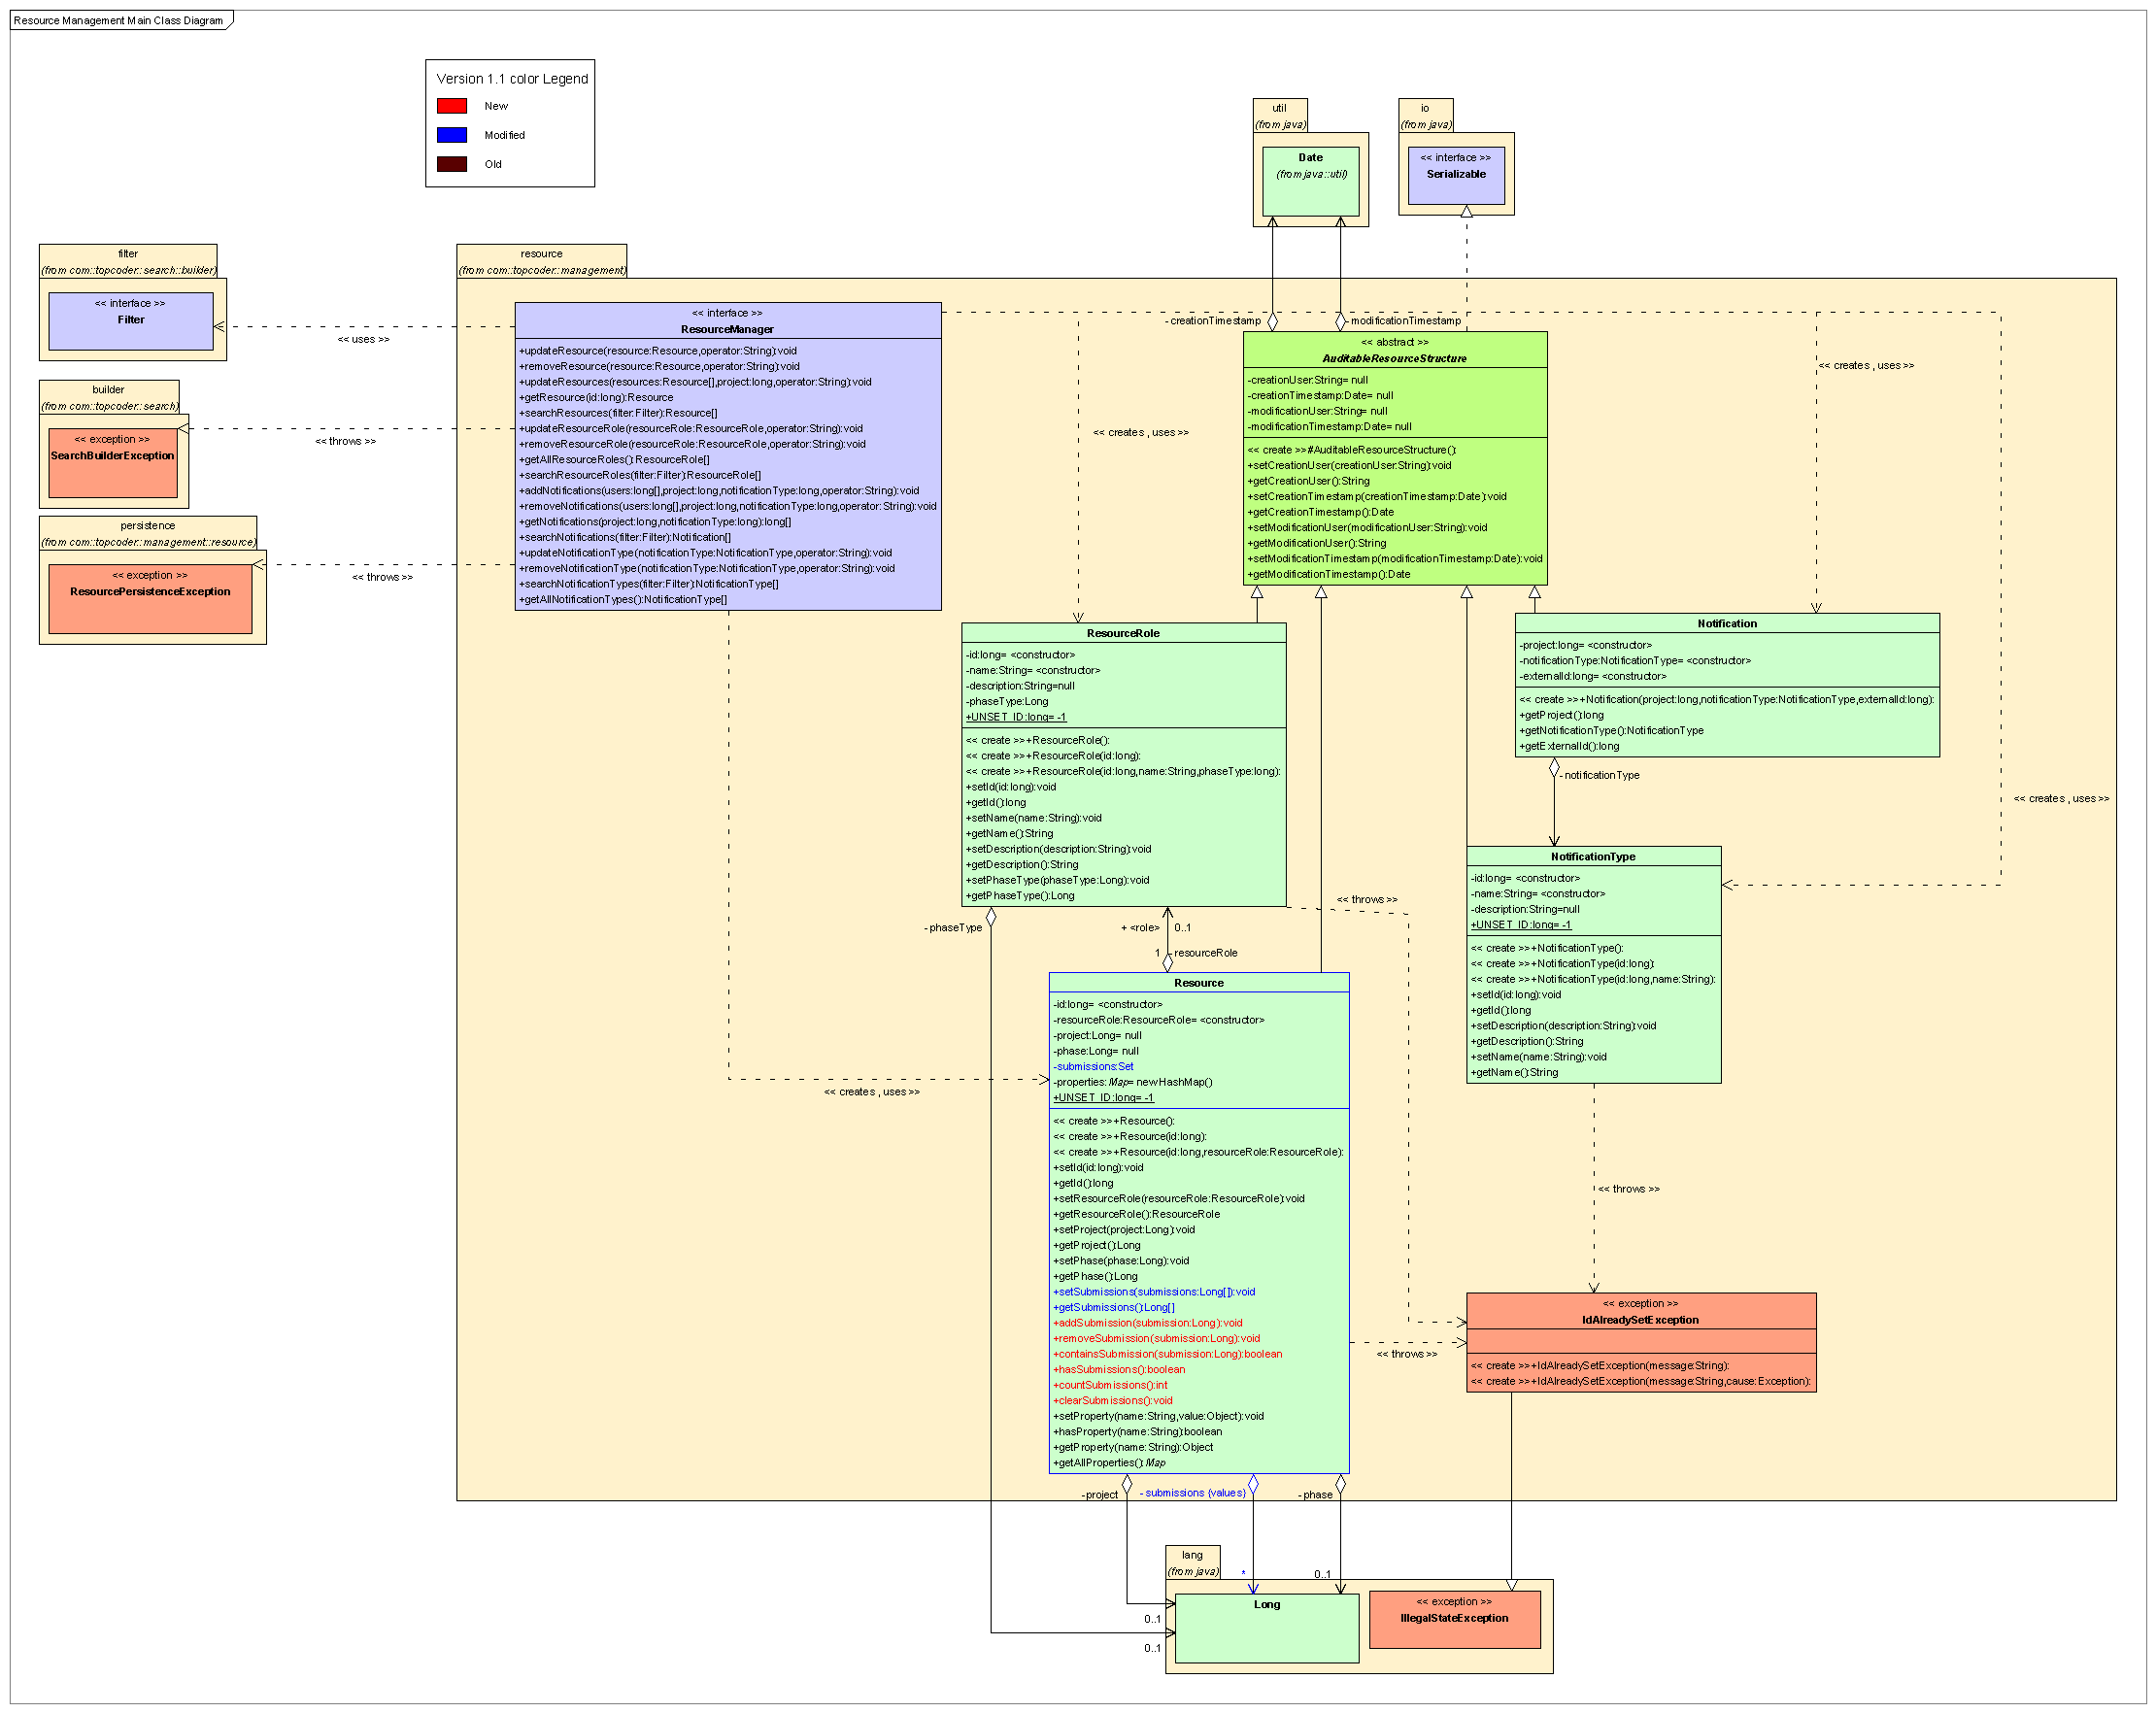 Resource Management Main Class Diagram
Version 1.1 color Legend
New
Modified
Old
util
(from java)
Date
(from java::util)
io
(from java)
<< interface >>
Serializable
filter
(from com::topcoder::search::builder)
<< interface >>
Filter
<< uses >>
builder
(from com::topcoder::search)
<< exception >>
SearchBuilderException
<< throws >>
persistence
(from com::topcoder::management::resource)
<< exception >>
ResourcePersistenceException
<< throws >>
resource
(from com::topcoder::management)
<< interface >>
ResourceManager
+updateResource(resource:Resource,operator:String):void
+removeResource(resource:Resource,operator:String):void
+updateResources(resources:Resource[],project:long,operator:String):void
+getResource(id:long):Resource
+searchResources(filter:Filter):Resource[]
+updateResourceRole(resourceRole:ResourceRole,operator:String):void
+removeResourceRole(resourceRole:ResourceRole,operator:String):void
+getAllResourceRoles():ResourceRole[]
+searchResourceRoles(filter:Filter):ResourceRole[]
+addNotifications(users:long[],project:long,notificationType:long,operator:String):void
+removeNotifications(users:long[],project:long,notificationType:long,operator:String):void
+getNotifications(project:long,notificationType:long):long[]
+searchNotifications(filter:Filter):Notification[]
+updateNotificationType(notificationType:NotificationType,operator:String):void
+removeNotificationType(notificationType:NotificationType,operator:String):void
+searchNotificationTypes(filter:Filter):NotificationType[]
+getAllNotificationTypes():NotificationType[]
- creationTimestamp
- modificationTimestamp
<< creates , uses >>
<< creates , uses >>
<< creates , uses >>
<< creates , uses >>
<< abstract >>
AuditableResourceStructure
-creationUser:String= null
-creationTimestamp:Date= null
-modificationUser:String= null
-modificationTimestamp:Date= null
<< create >>#AuditableResourceStructure():
+setCreationUser(creationUser:String):void
+getCreationUser():String
+setCreationTimestamp(creationTimestamp:Date):void
+getCreationTimestamp():Date
+setModificationUser(modificationUser:String):void
+getModificationUser():String
+setModificationTimestamp(modificationTimestamp:Date):void
+getModificationTimestamp():Date
ResourceRole
-id:long= <constructor>
-name:String= <constructor>
-description:String=null
-phaseType:Long
+UNSET_ID:long= -1
<< create >>+ResourceRole():
<< create >>+ResourceRole(id:long):
<< create >>+ResourceRole(id:long,name:String,phaseType:long):
+setId(id:long):void
+getId():long
+setName(name:String):void
+getName():String
+setDescription(description:String):void
+getDescription():String
+setPhaseType(phaseType:Long):void
+getPhaseType():Long
Notification
-project:long= <constructor>
-notificationType:NotificationType= <constructor>
-externalId:long= <constructor>
<< create >>+Notification(project:long,notificationType:NotificationType,externalId:long):
+getProject():long
+getNotificationType():NotificationType
+getExternalId():long
- notificationType
NotificationType
-id:long= <constructor>
-name:String= <constructor>
-description:String=null
+UNSET_ID:long= -1
<< create >>+NotificationType():
<< create >>+NotificationType(id:long):
<< create >>+NotificationType(id:long,name:String):
+setId(id:long):void
+getId():long
+setDescription(description:String):void
+getDescription():String
+setName(name:String):void
+getName():String
- phaseType
+ <role>
0..1
1
- resourceRole
<< throws >>
Resource
-id:long= <constructor>
-resourceRole:ResourceRole= <constructor>
-project:Long= null
-phase:Long= null
-submissions:Set
-properties: Map= new HashMap()
+UNSET_ID:long= -1
<< create >>+Resource():
<< create >>+Resource(id:long):
<< create >>+Resource(id:long,resourceRole:ResourceRole):
+setId(id:long):void
+getId():long
+setResourceRole(resourceRole:ResourceRole):void
+getResourceRole():ResourceRole
+setProject(project:Long):void
+getProject():Long
+setPhase(phase:Long):void
+getPhase():Long
+setSubmissions(submissions:Long[]):void
+getSubmissions():Long[]
+addSubmission(submission:Long):void
+removeSubmission(submission:Long):void
+containsSubmission(submission:Long):boolean
+hasSubmissions():boolean
+countSubmissions():int
+clearSubmissions():void
+setProperty(name:String,value:Object):void
+hasProperty(name:String):boolean
+getProperty(name:String):Object
+getAllProperties(): Map
<< throws >>
<< throws >>
<< exception >>
IdAlreadySetException
<< create >>+IdAlreadySetException(message:String):
<< create >>+IdAlreadySetException(message:String,cause:Exception):
- project
- submissions (values)
- phase
lang
(from java)
*
0..1
0..1
0..1
Long
<< exception >>
IllegalStateException